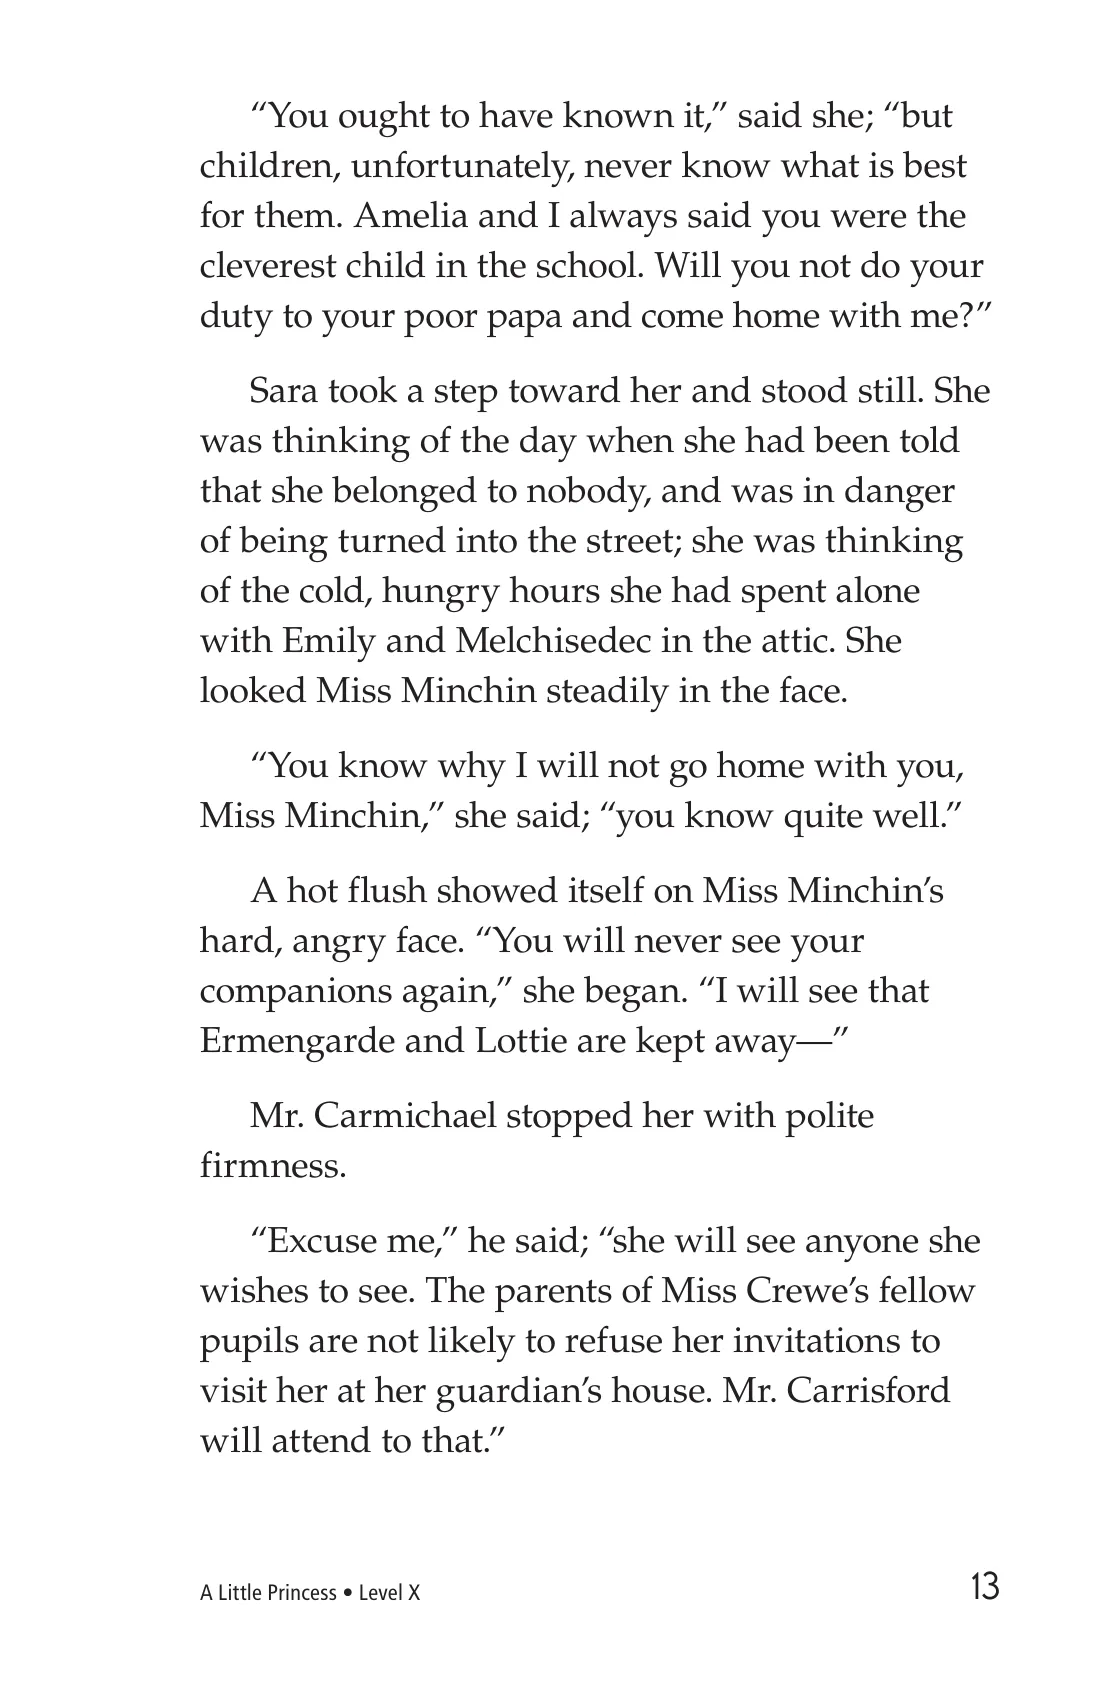 “You ought to have known it,” said she; “but
children, unfortunately, never know what is best
for them. Amelia and I always said you were the
cleverest child in the school. Will you not do your
duty to your poor papa and come home with me?”
Sara took a step toward her and stood still. She
was thinking of the day when she had been told
that she belonged to nobody, and was in danger
of being turned into the street; she was thinking
of the cold, hungry hours she had spent alone
with Emily and Melchisedec in the attic. She
looked Miss Minchin steadily in the face.
“You know why I will not go home with you,
Miss Minchin,” she said; “you know quite well.”
A hot flush showed itself on Miss Minchin’s
hard, angry face. “You will never see your
companions again,” she began. “I will see that
Ermengarde and Lottie are kept away—”
Mr. Carmichael stopped her with polite
firmness.
“Excuse me,” he said; “she will see anyone she
wishes to see. The parents of Miss Crewe’s fellow
pupils are not likely to refuse her invitations to
visit her at her guardian’s house. Mr. Carrisford
will attend to that.”
A Little Princess • Level X 13